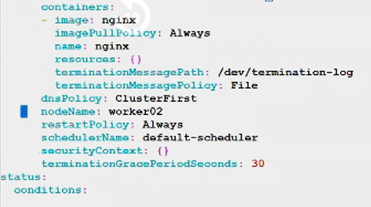 containers:
- image: nginx
imagePullPolicy: Always
name: nginx
resources: {}
terminationMessagePath: /dev/termination-log
terminationMessagePolicy: File
dnsPolicy: ClusterFirst
nodeName: worker02
restartPolicy: Always
schedulerName: default-scheduler
securityContext: {}
terminationGracePeriodSeconds: 30
status:
conditions: